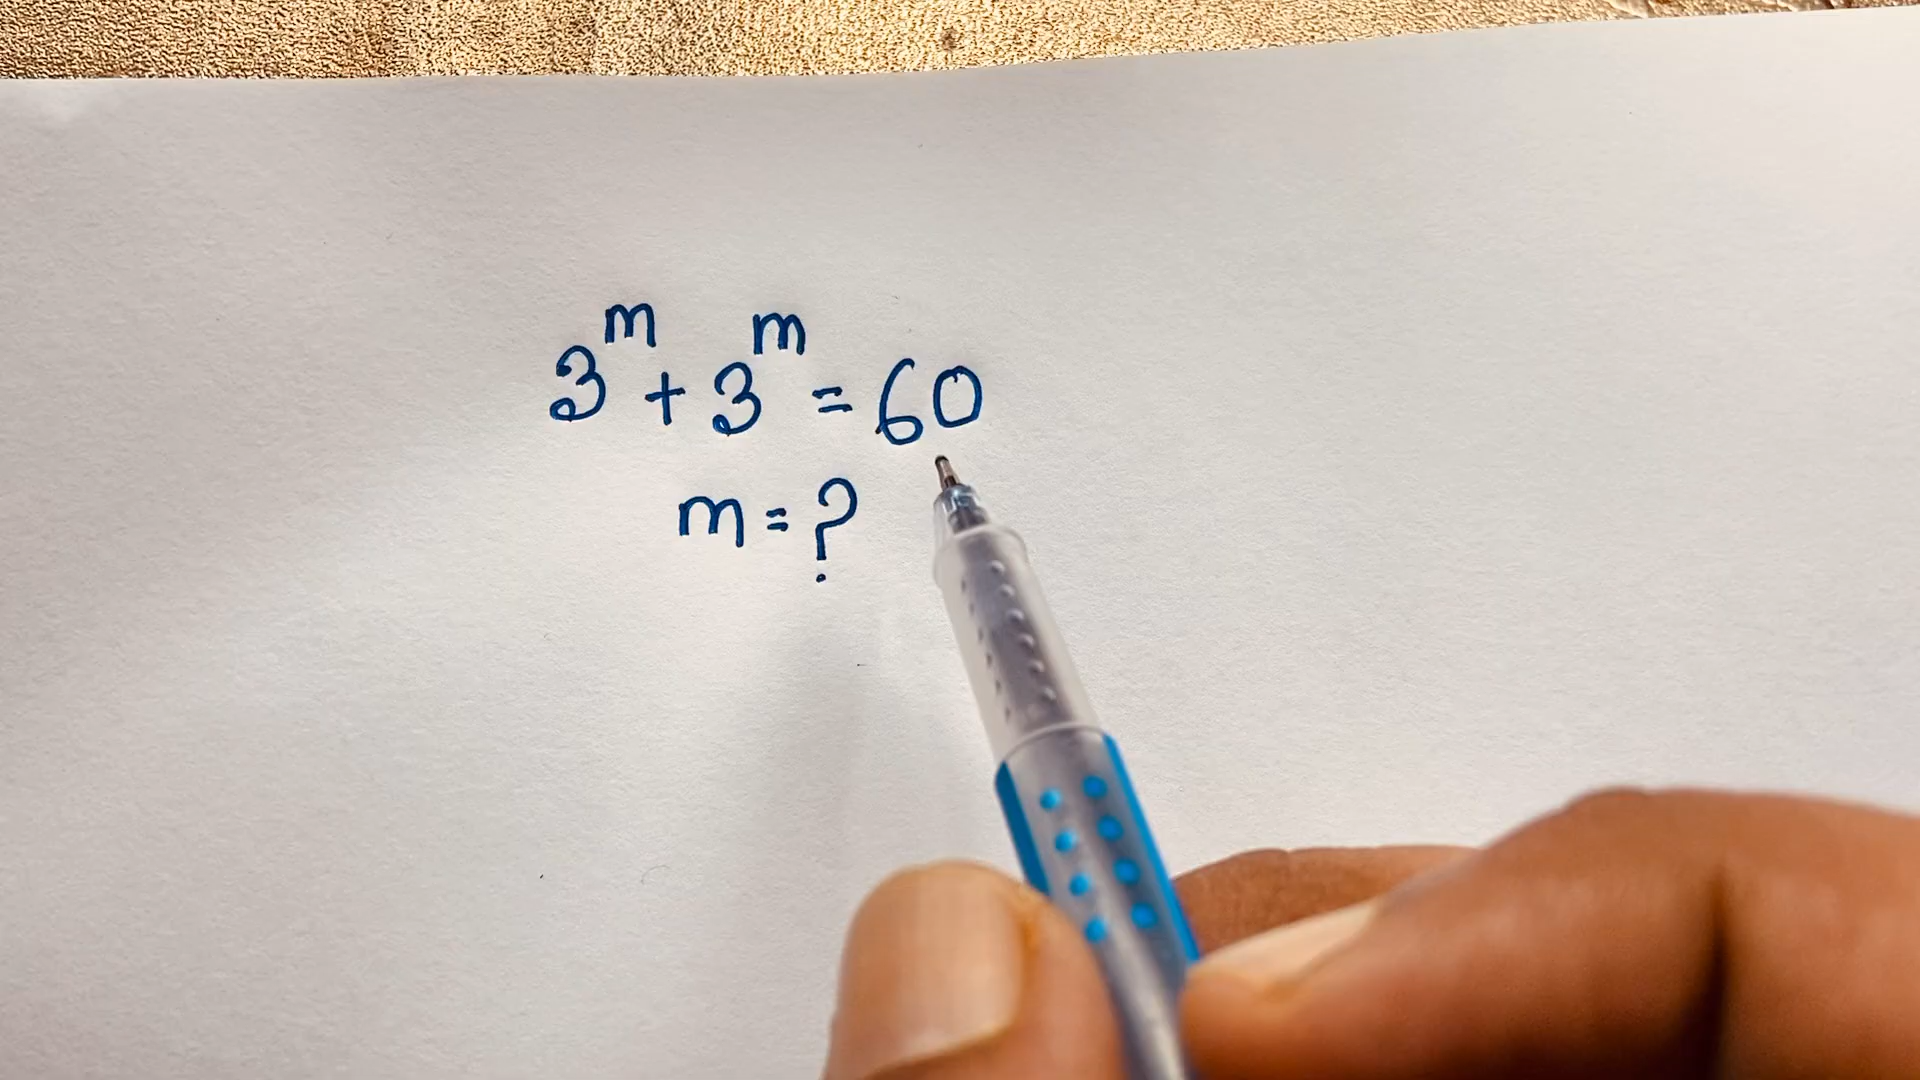 3^m + 3^m = 60
m = ?